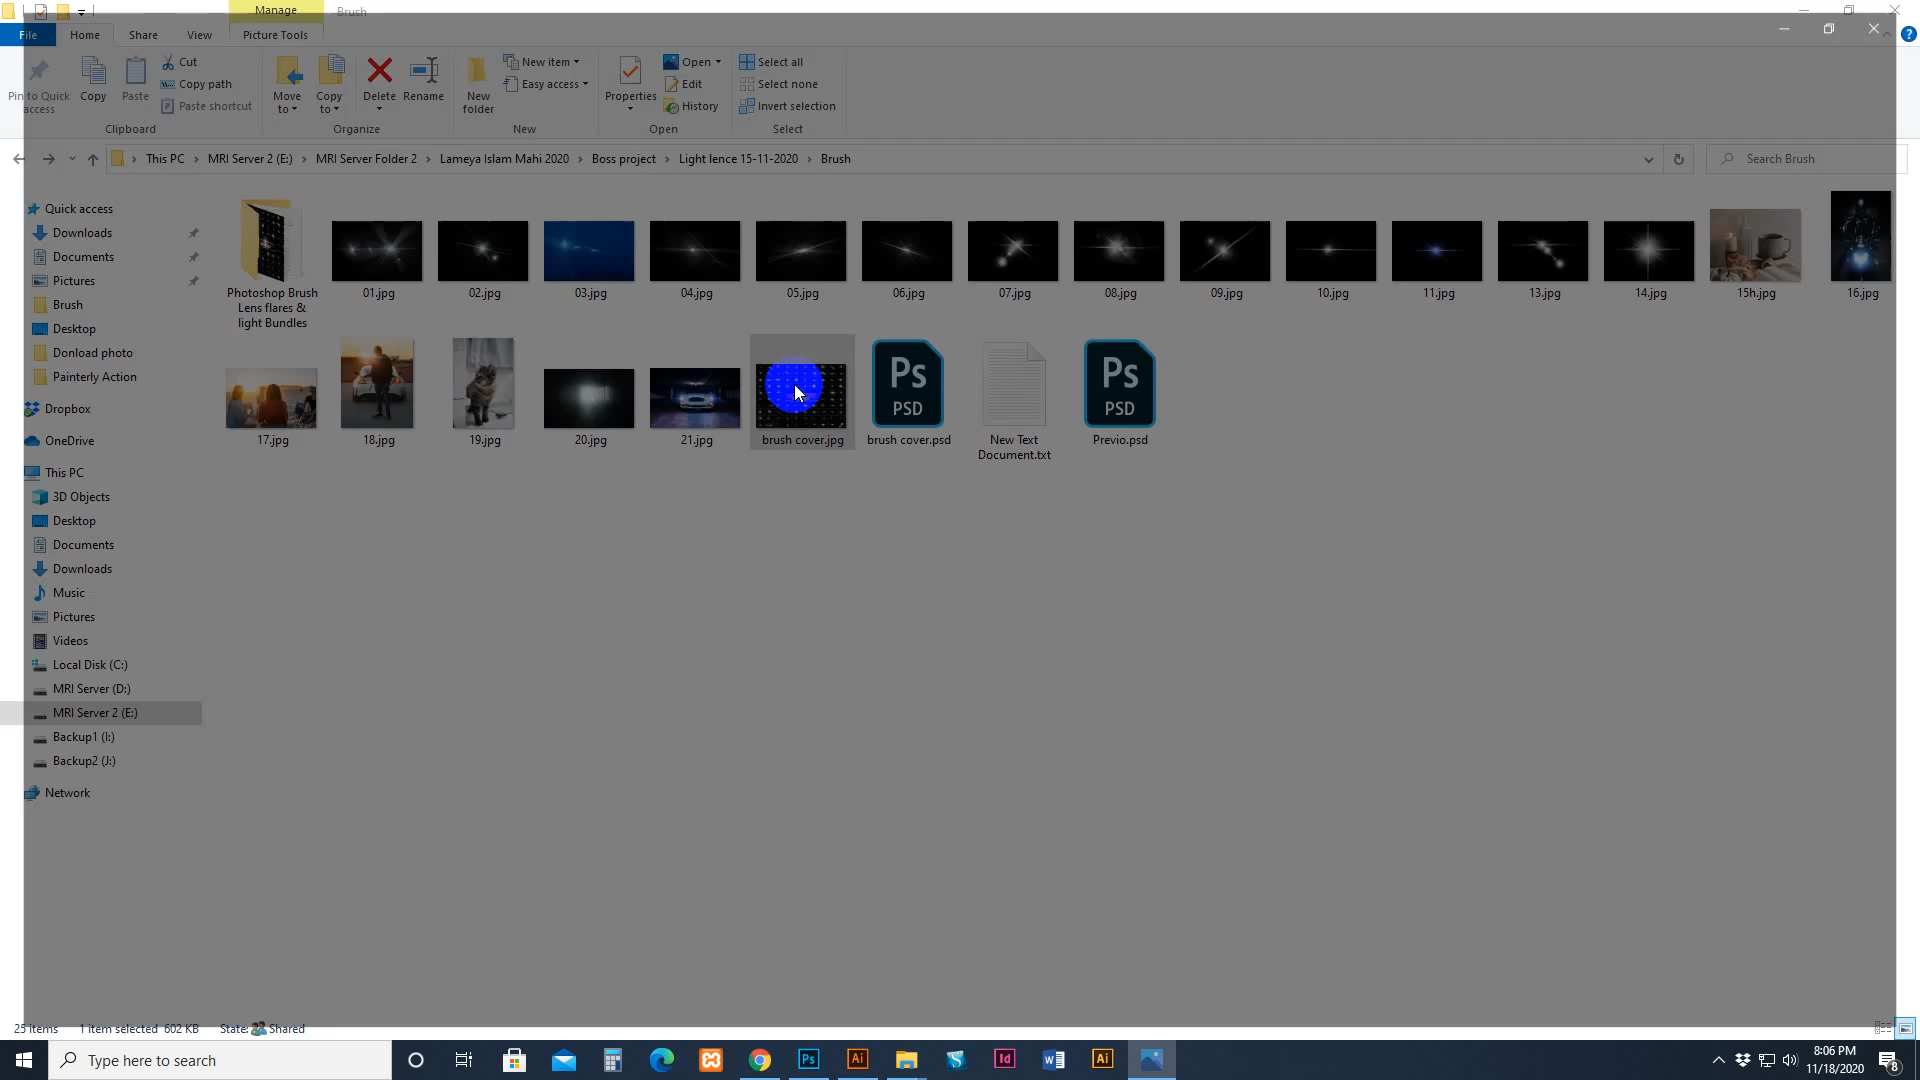 Manage
Brush
File
Home
Share
View
Picture Tools
Pin to Quick access
Copy
Paste
Cut
Copy path
Paste shortcut
Clipboard
Move to
Copy to
Delete
Rename
Organize
New folder
New item
Easy access
New
Properties
Open
Edit
History
Open
Select all
Select none
Invert selection
Select
This PC
MRI Server 2 (E:)
MRI Server Folder 2
Lameya Islam Mahi 2020
Boss project
Light lence 15-11-2020
Brush
Search Brush
Quick access
Downloads
Documents
Pictures
Brush
Desktop
Donload photo
Painterly Action
Dropbox
OneDrive
This PC
3D Objects
Desktop
Documents
Downloads
Music
Pictures
Videos
Local Disk (C:)
MRI Server (D:)
MRI Server 2 (E:)
Backup1 (I:)
Backup2 (J:)
Network
Photoshop Brush
Lens flares &
light Bundles
01.jpg
02.jpg
03.jpg
04.jpg
05.jpg
06.jpg
07.jpg
08.jpg
09.jpg
10.jpg
11.jpg
13.jpg
14.jpg
15h.jpg
16.jpg
17.jpg
18.jpg
19.jpg
20.jpg
21.jpg
brush cover.jpg
Ps
PSD
brush cover.psd
New Text
Document.txt
Ps
PSD
Previo.psd
25 items
1 item selected 602 KB
State: Shared
Type here to search
Ps
Ai
Id
W
Ai
8:06 PM
11/18/2020
8